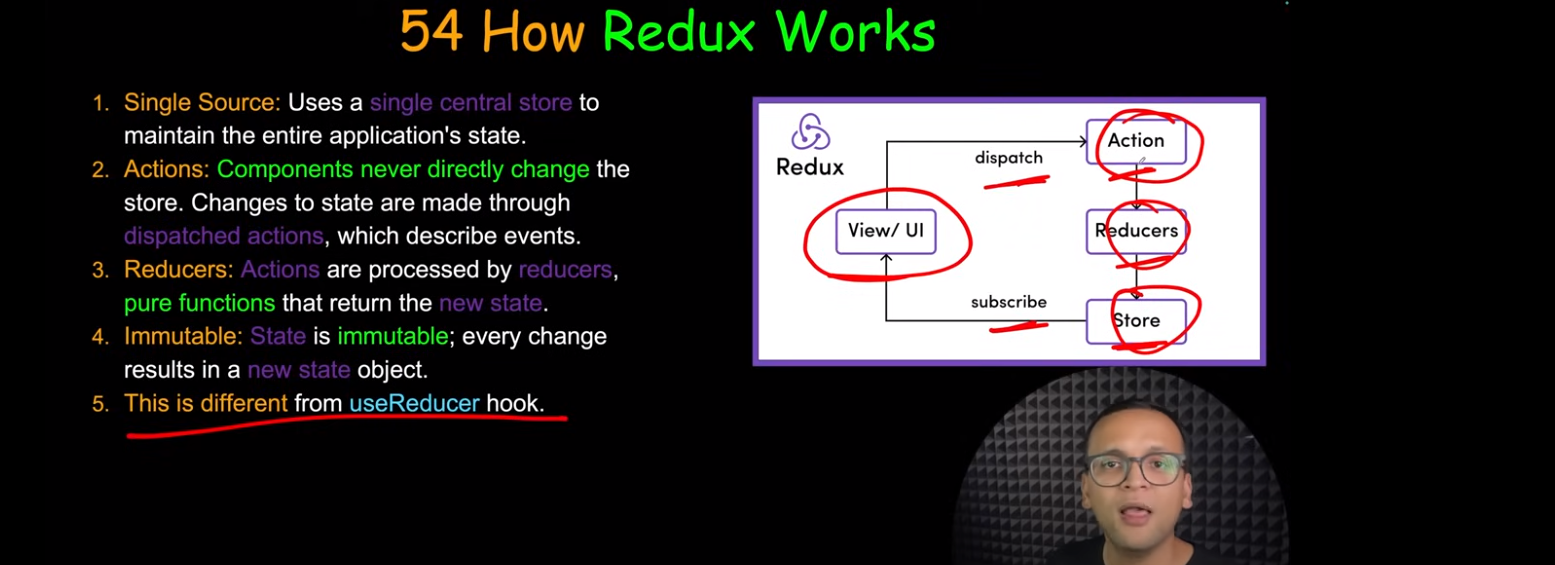 54 How Redux Works
1. Single Source: Uses a single central store to
maintain the entire application's state.
2. Actions: Components never directly change the
store. Changes to state are made through
dispatched actions, which describe events.
3. Reducers: Actions are processed by reducers,
pure functions that return the new state.
4. Immutable: State is immutable; every change
results in a new state object.
5. This is different from useReducer hook.
Redux
dispatch
Action
View/ UI
Reducers
subscribe
Store